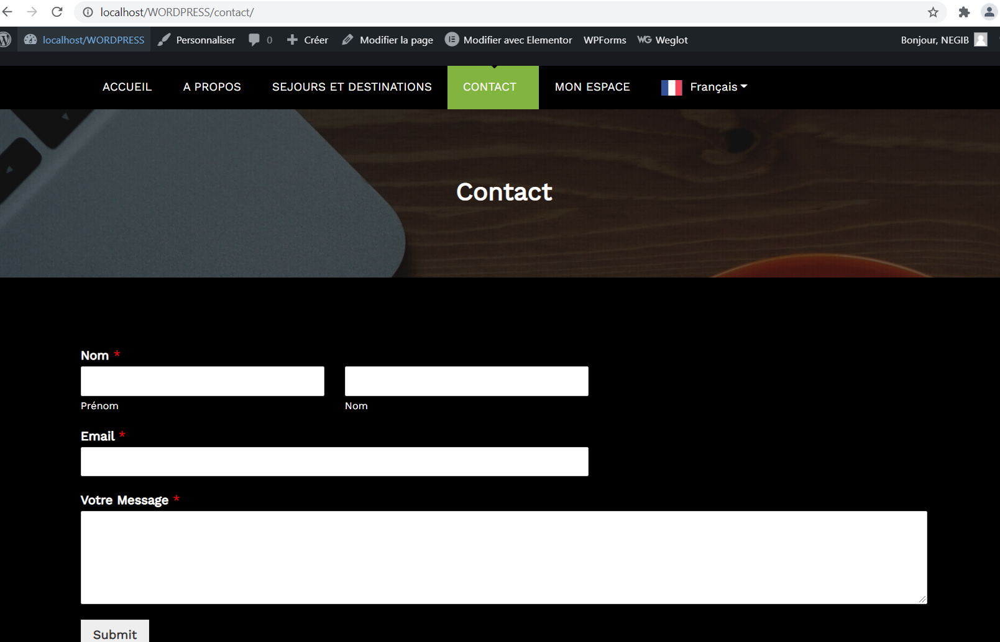 localhost/WORDPRESS/contact/
localhost/WORDPRESS Personnaliser 0 Créer Modifier la page Modifier avec Elementor WPForms WG Weglot Bonjour, NEGIB
ACCUEIL A PROPOS SEJOURS ET DESTINATIONS CONTACT MON ESPACE Français
Contact
Nom *
Prénom Nom
Email *
Votre Message *
Submit